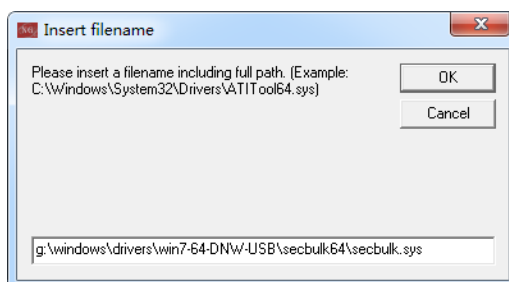 Insert filename
Please insert a filename including full path. (Example:
C:\Windows\System32\Drivers\ATITool64.sys)
OK
Cancel
g:\windows\drivers\win7-64-DNW-USB\secbulk64\secbulk.sys